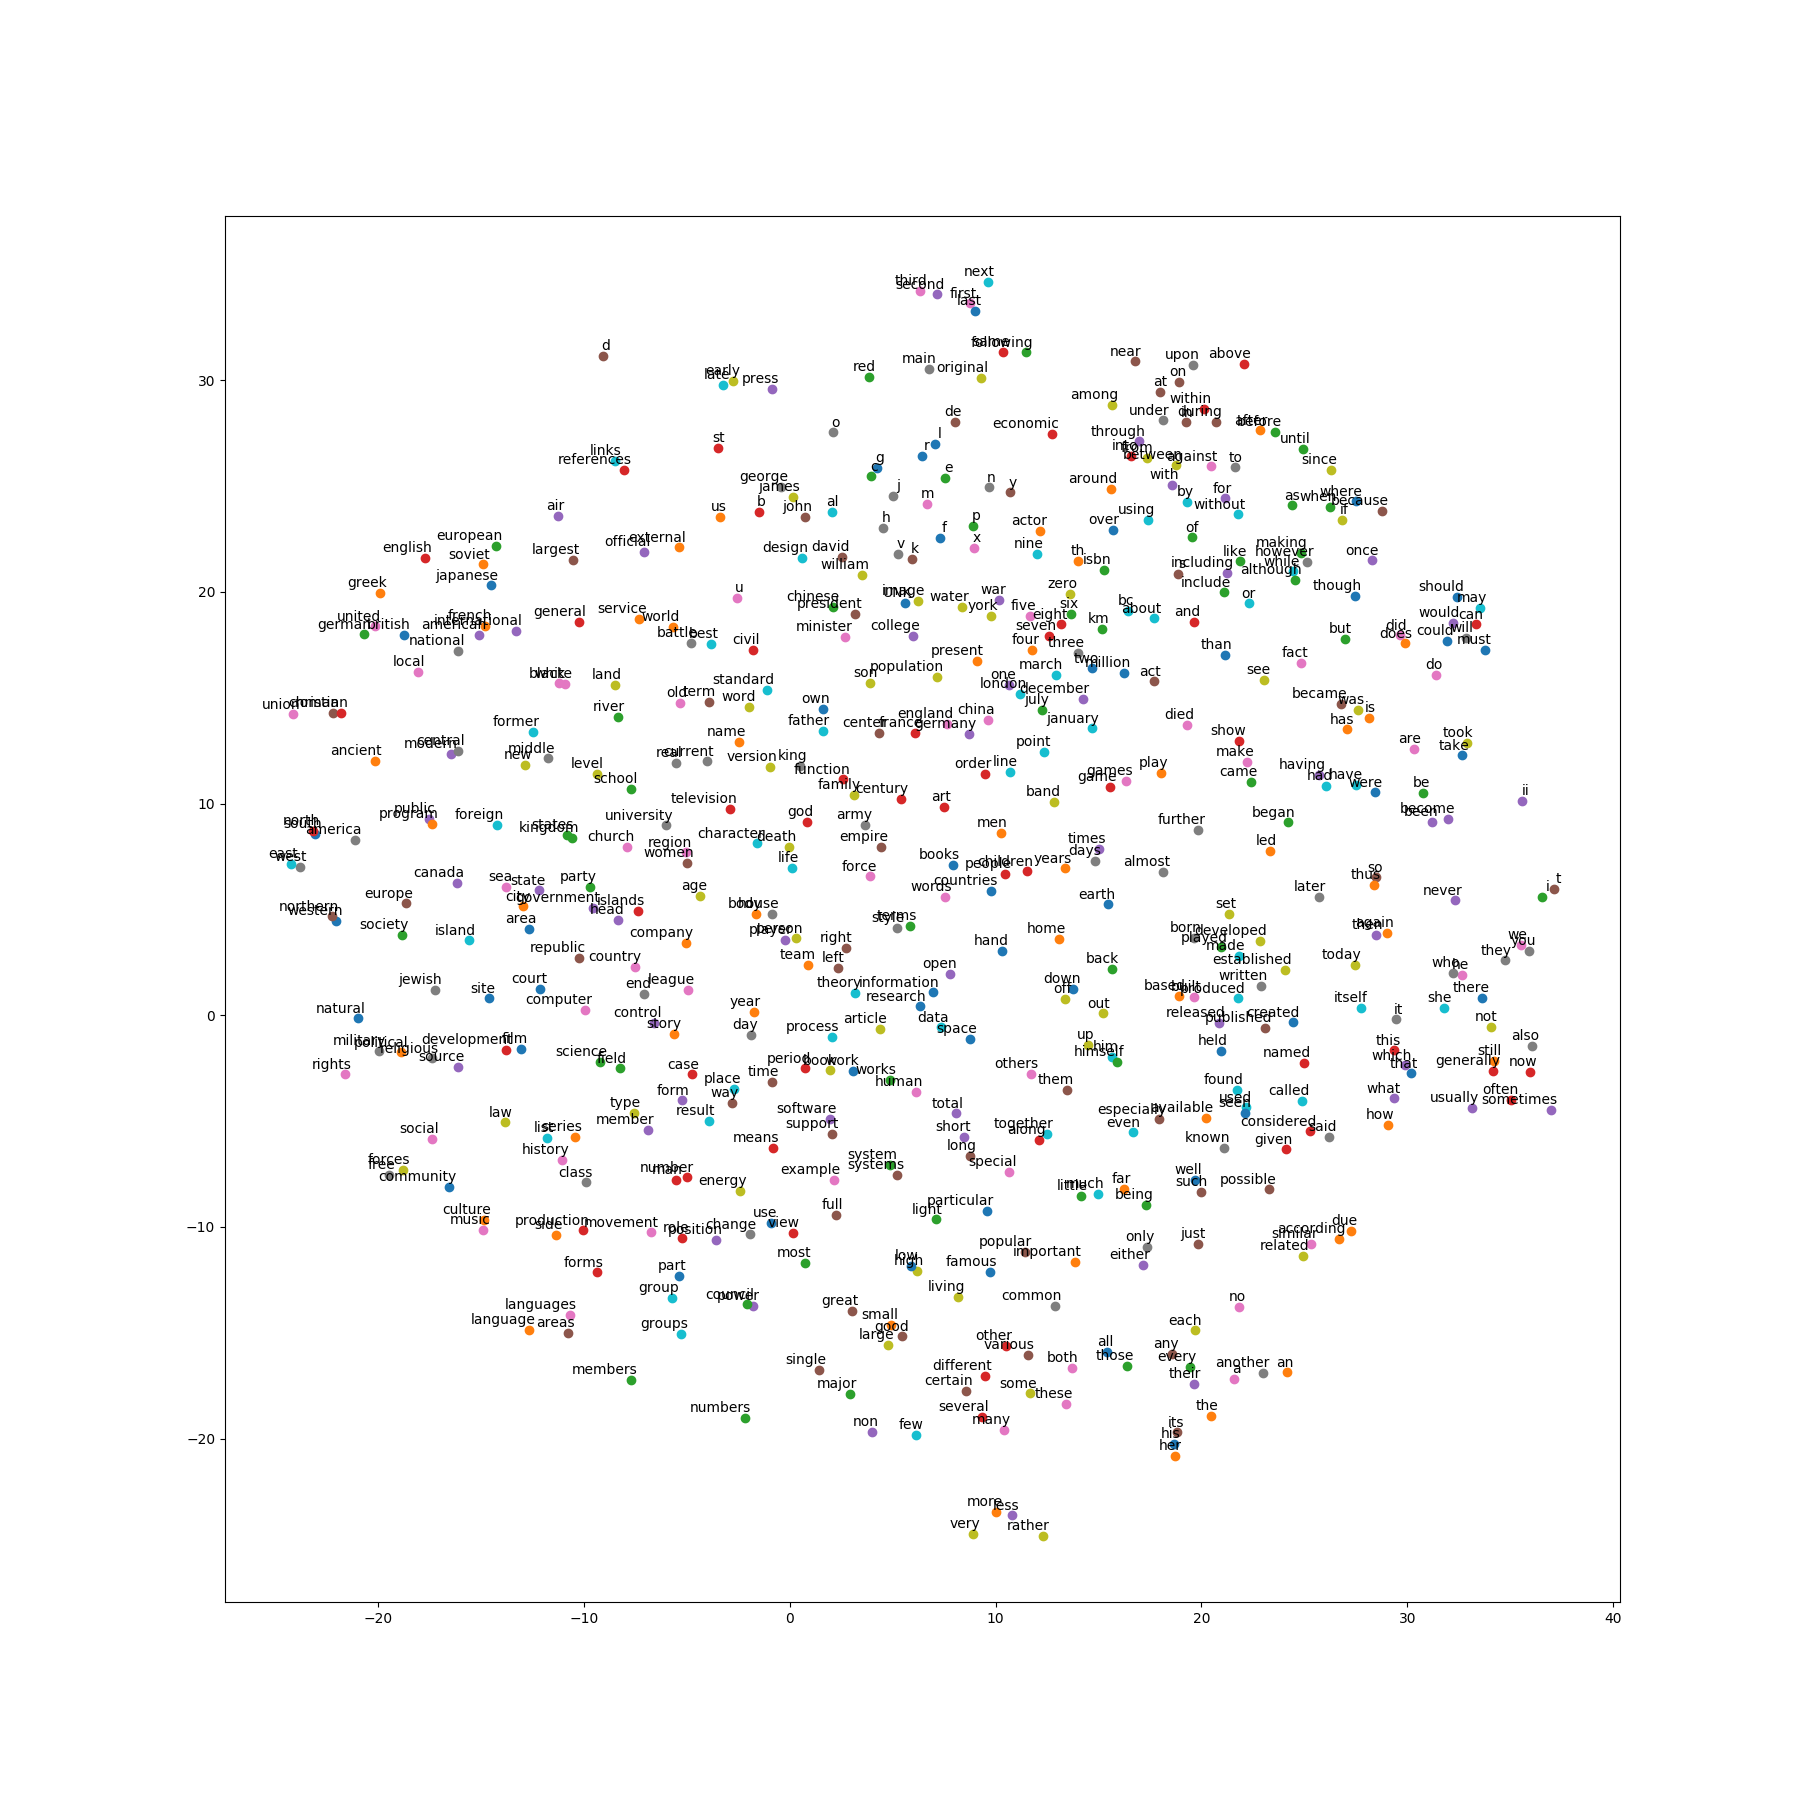 next
third
second
first
last
same
following
d
near
upon
above
main
red
original
early
late
press
on
at
among
within
de
under
in
during
economic
o
after
before
l
through
until
st
r
into
from
between
links
references
g
c
e
against
to
since
george
james
n
y
around
with
j
m
by
for
as
when
where
because
air
us
b
john
al
without
if
h
p
actor
over
using
of
f
european
official
external
x
english
soviet
largest
design
david
v
k
nine
th
isbn
making
however
while
once
like
including
although
s
japanese
william
include
though
should
greek
u
chinese
president
image
UNK
water
war
zero
six
bc
about
or
may
united
german
british
french
international
american
general
service
world
york
five
eight
seven
km
and
would
can
national
battle
best
civil
minister
college
four
three
but
did
does
could
will
must
local
black
white
land
present
two
million
than
fact
do
population
son
march
act
see
standard
old
term
word
one
london
december
union
christian
roman
river
own
july
became
was
is
former
father
center
france
england
germany
china
january
died
has
name
show
took
take
are
ancient
modern
central
middle
new
real
current
version
king
point
make
level
function
order
line
game
games
play
came
having
had
have
were
school
family
century
be
television
art
band
ii
public
program
foreign
university
god
army
become
been
began
north
south
america
states
kingdom
church
character
death
empire
men
further
led
region
women
times
days
east
west
life
force
books
people
children
years
almost
canada
sea
state
party
age
countries
so
thus
words
earth
later
never
i
t
europe
city
government
islands
head
northern
western
area
body
house
style
terms
set
society
island
company
player
person
home
born
played
developed
again
then
republic
right
hand
made
we
you
country
team
left
back
established
today
they
who
he
jewish
court
league
theory
information
open
down
off
written
site
computer
end
research
based
built
produced
itself
she
there
natural
control
year
out
released
published
created
it
story
day
process
article
data
space
not
military
political
religious
source
development
film
up
him
himself
held
this
also
rights
science
field
case
time
period
book
work
works
named
which
that
still
generally
now
form
place
way
human
others
them
found
called
what
often
sometimes
usually
type
member
result
software
support
total
especially
available
used
seen
how
law
list
series
means
short
together
along
even
considered
said
social
known
given
history
long
forces
free
community
class
number
man
energy
example
system
systems
special
little
much
far
well
such
possible
being
culture
music
production
side
movement
role
position
change
use
view
full
light
particular
due
according
similar
related
only
either
just
most
popular
important
forms
part
low
high
famous
group
council
power
living
common
no
languages
language
areas
groups
great
small
good
large
each
other
various
all
those
any
every
members
single
both
their
another
a
an
different
certain
major
some
these
numbers
several
many
the
non
few
its
his
her
more
less
very
rather
30
20
10
0
−10
−20
−20
−10
0
10
20
30
40